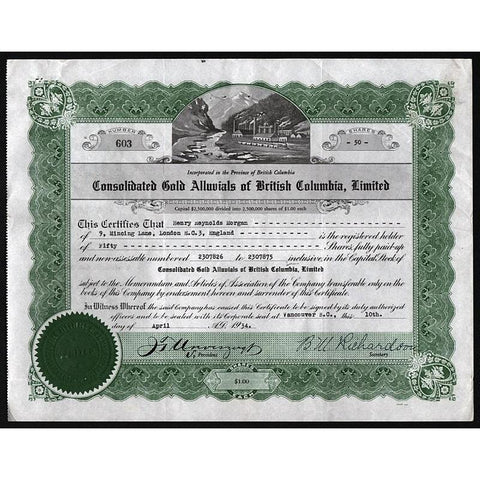 NUMBER
603
SHARES
- 50 -
Incorporated in the Province of British Columbia
Consolidated Gold Alluvials of British Columbia, Limited
Capital $2,500,000 divided into 2,500,000 shares of $1.00 each
This Certifies That Henry Reynolds Morgan
of 9, Mincing Lane, London E.C.3, England is the registered holder
of Fifty Shares, fully paid up
and non-assessable numbered 2307826 to 2307875 inclusive, in the Capital Stock of
Consolidated Gold Alluvials of British Columbia, Limited
subject to the Memorandum and Articles of Association of the Company transferable only on the
books of this Company by endorsement hereon and surrender of this Certificate.
In Witness Whereof the said Company has caused this Certificate to be signed by its duly authorized
officers and to be sealed with its Corporate seal at Vancouver B.C., this 10th.
day of April A.D. 1934.
B.W. Richardson
V. President
Secretary
SHARES
$1.00
EACH